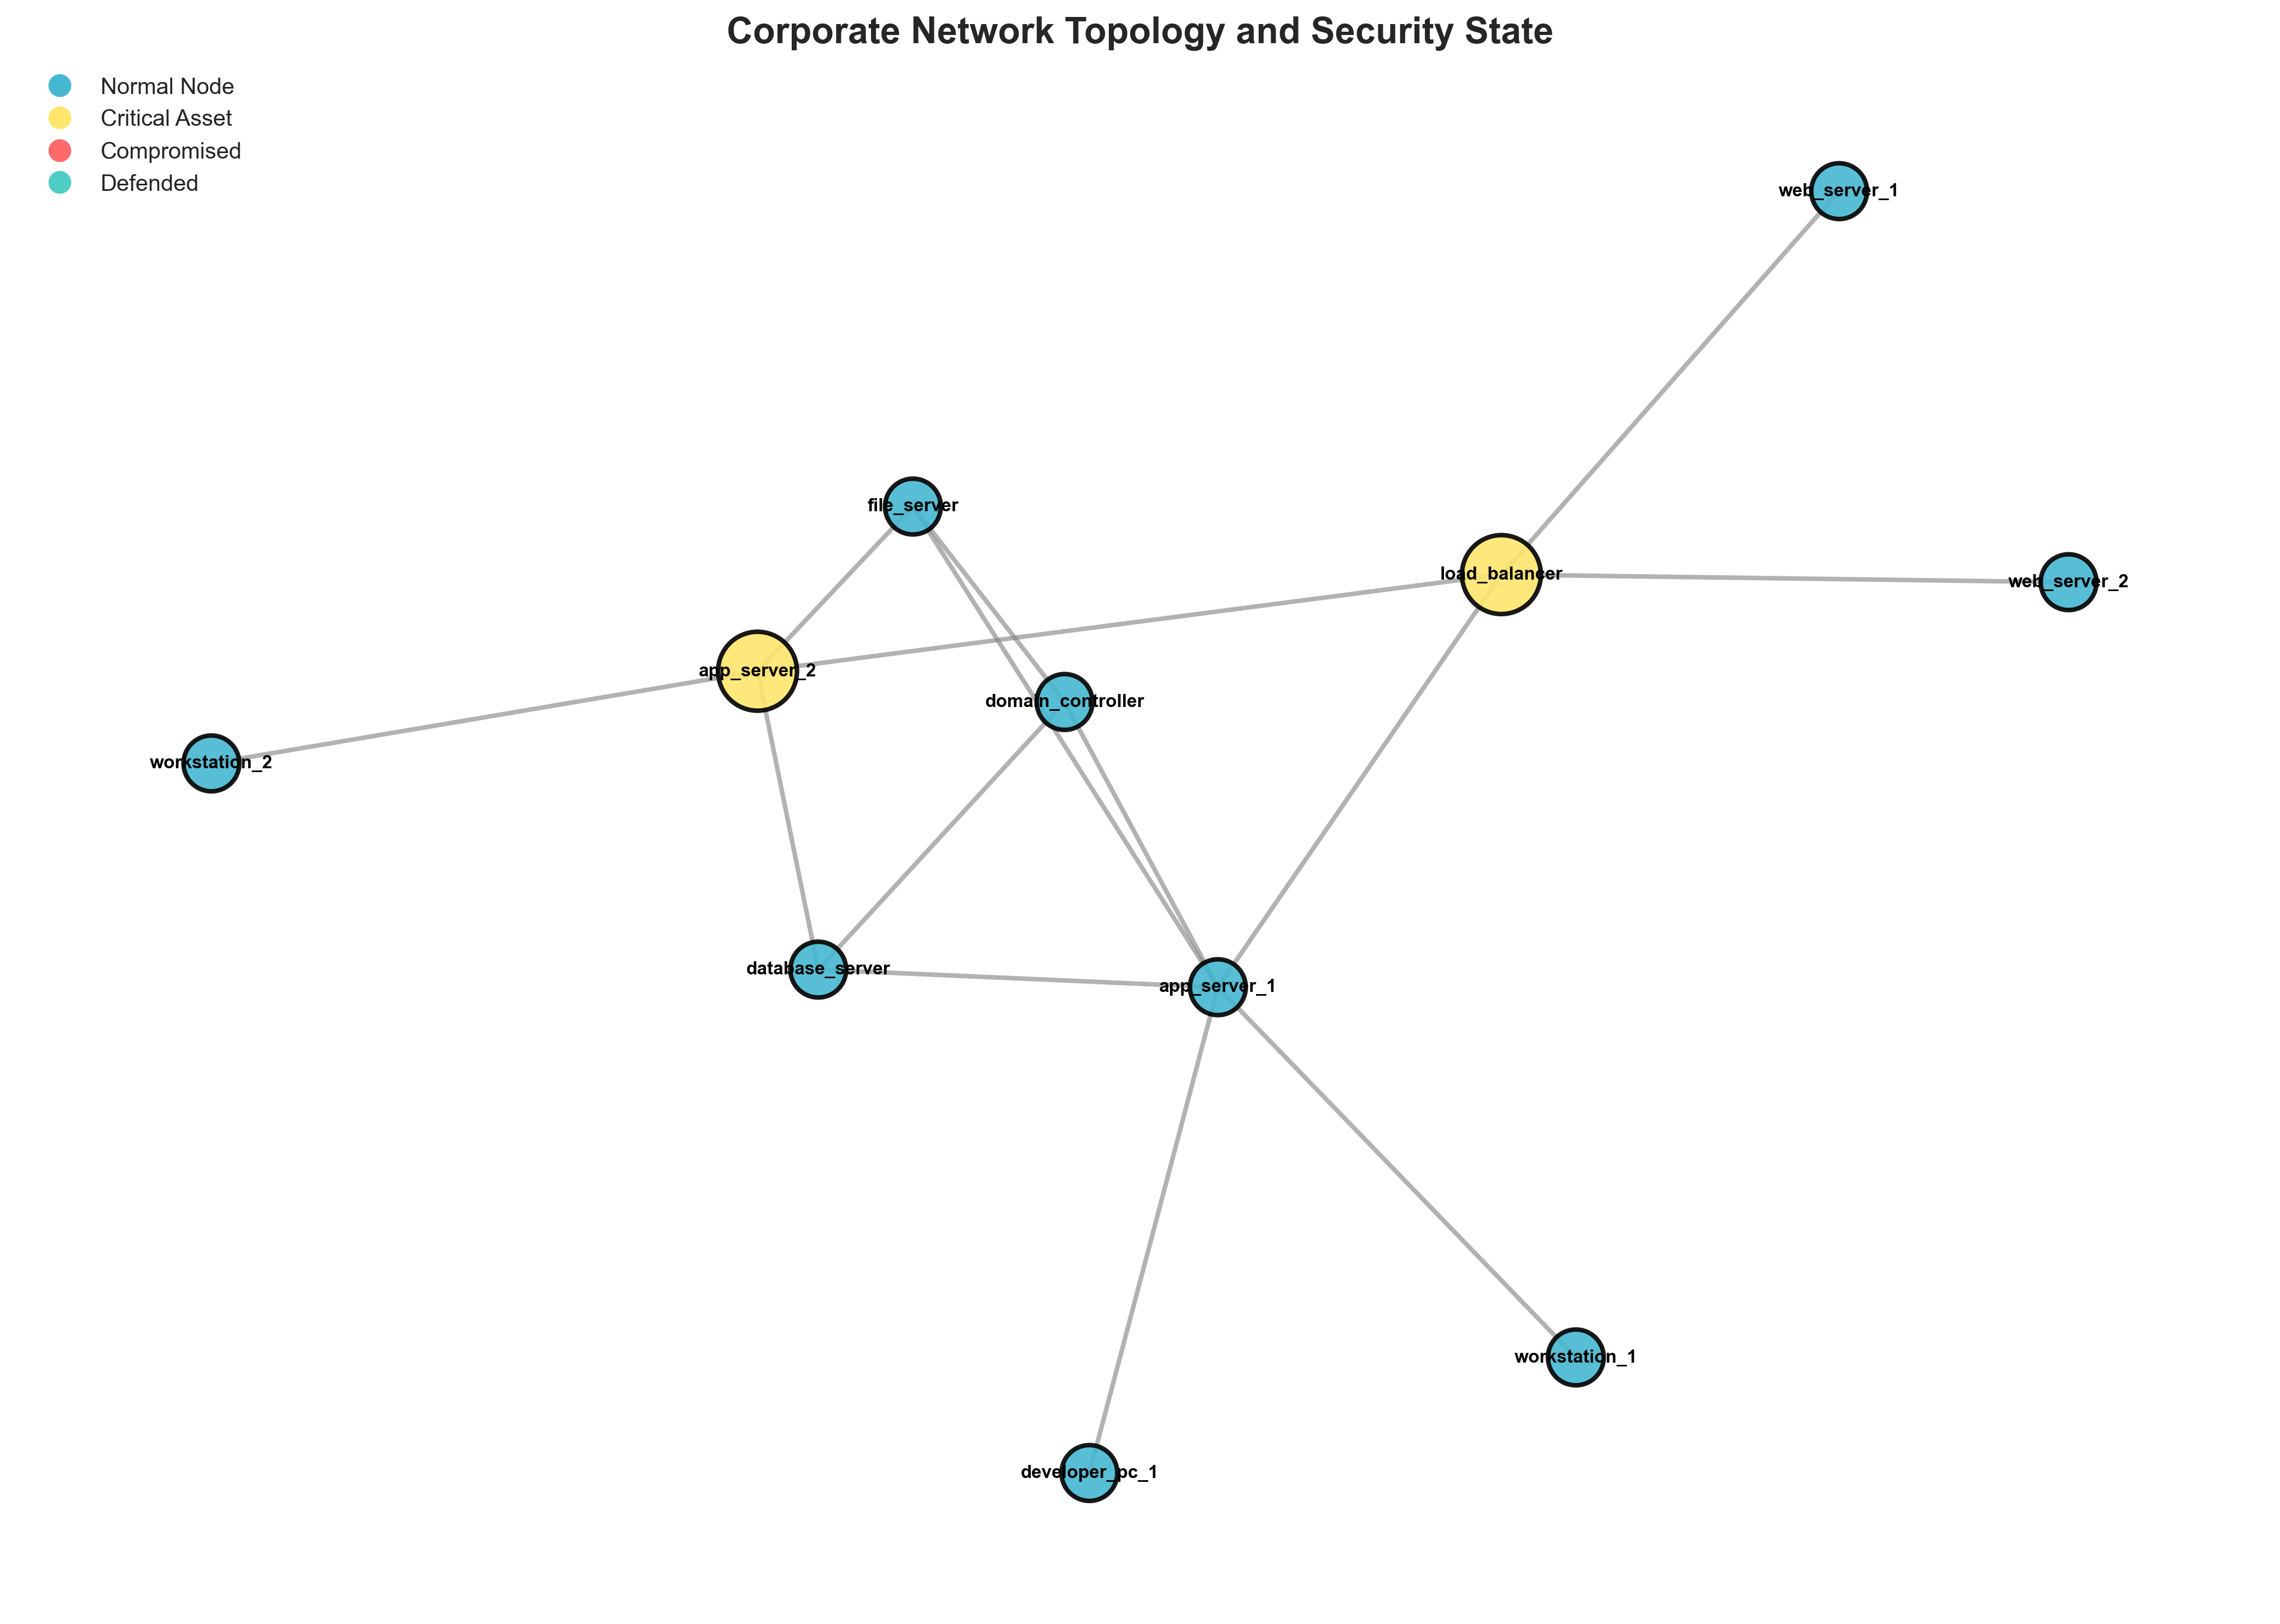 Corporate Network Topology and Security State
Normal Node
Critical Asset
Compromised
Defended
web_server_1
file_server
load_balancer
web_server_2
app_server_2
domain_controller
workstation_2
database_server
app_server_1
workstation_1
developer_pc_1